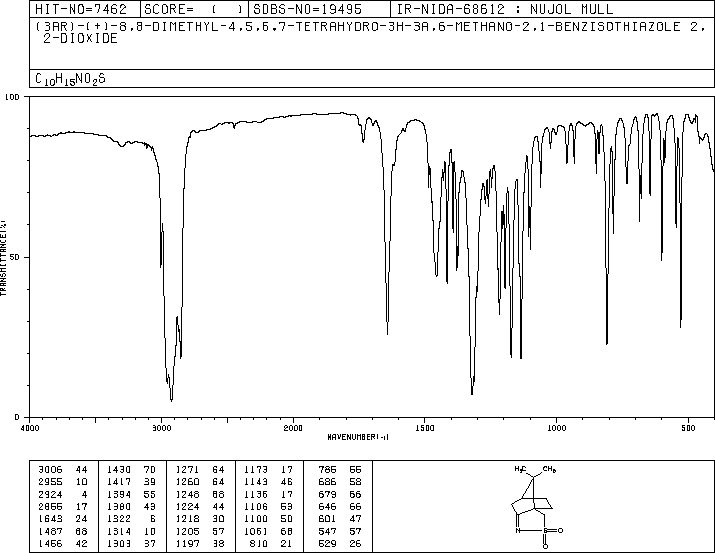 HIT-NO=7462 SCORE= ( ) SDBS-NO=19495 IR-NIDA-68612 : NUJOL MULL
(3AR)-(+)-8,8-DIMETHYL-4,5,6,7-TETRAHYDRO-3H-3A,6-METHANO-2,1-BENZISOTHIAZOLE 2,
2-DIOXIDE
C10H15NO2S
100
50
0
TRANSMITTANCE(%)
4000 3000 2000 1500 1000 500
WAVENUMBER(-1)
3006 44 1430 70 1271 64 1173 17 785 55
2955 10 1417 39 1260 64 1143 46 686 58
2924 4 1394 55 1248 68 1136 17 679 66
2855 17 1380 43 1224 44 1106 53 646 66
1643 24 1322 6 1218 30 1100 50 601 47
1487 68 1314 10 1205 57 1061 68 547 57
1456 42 1303 37 1197 38 810 21 529 26
H3C CH3
N S O
O